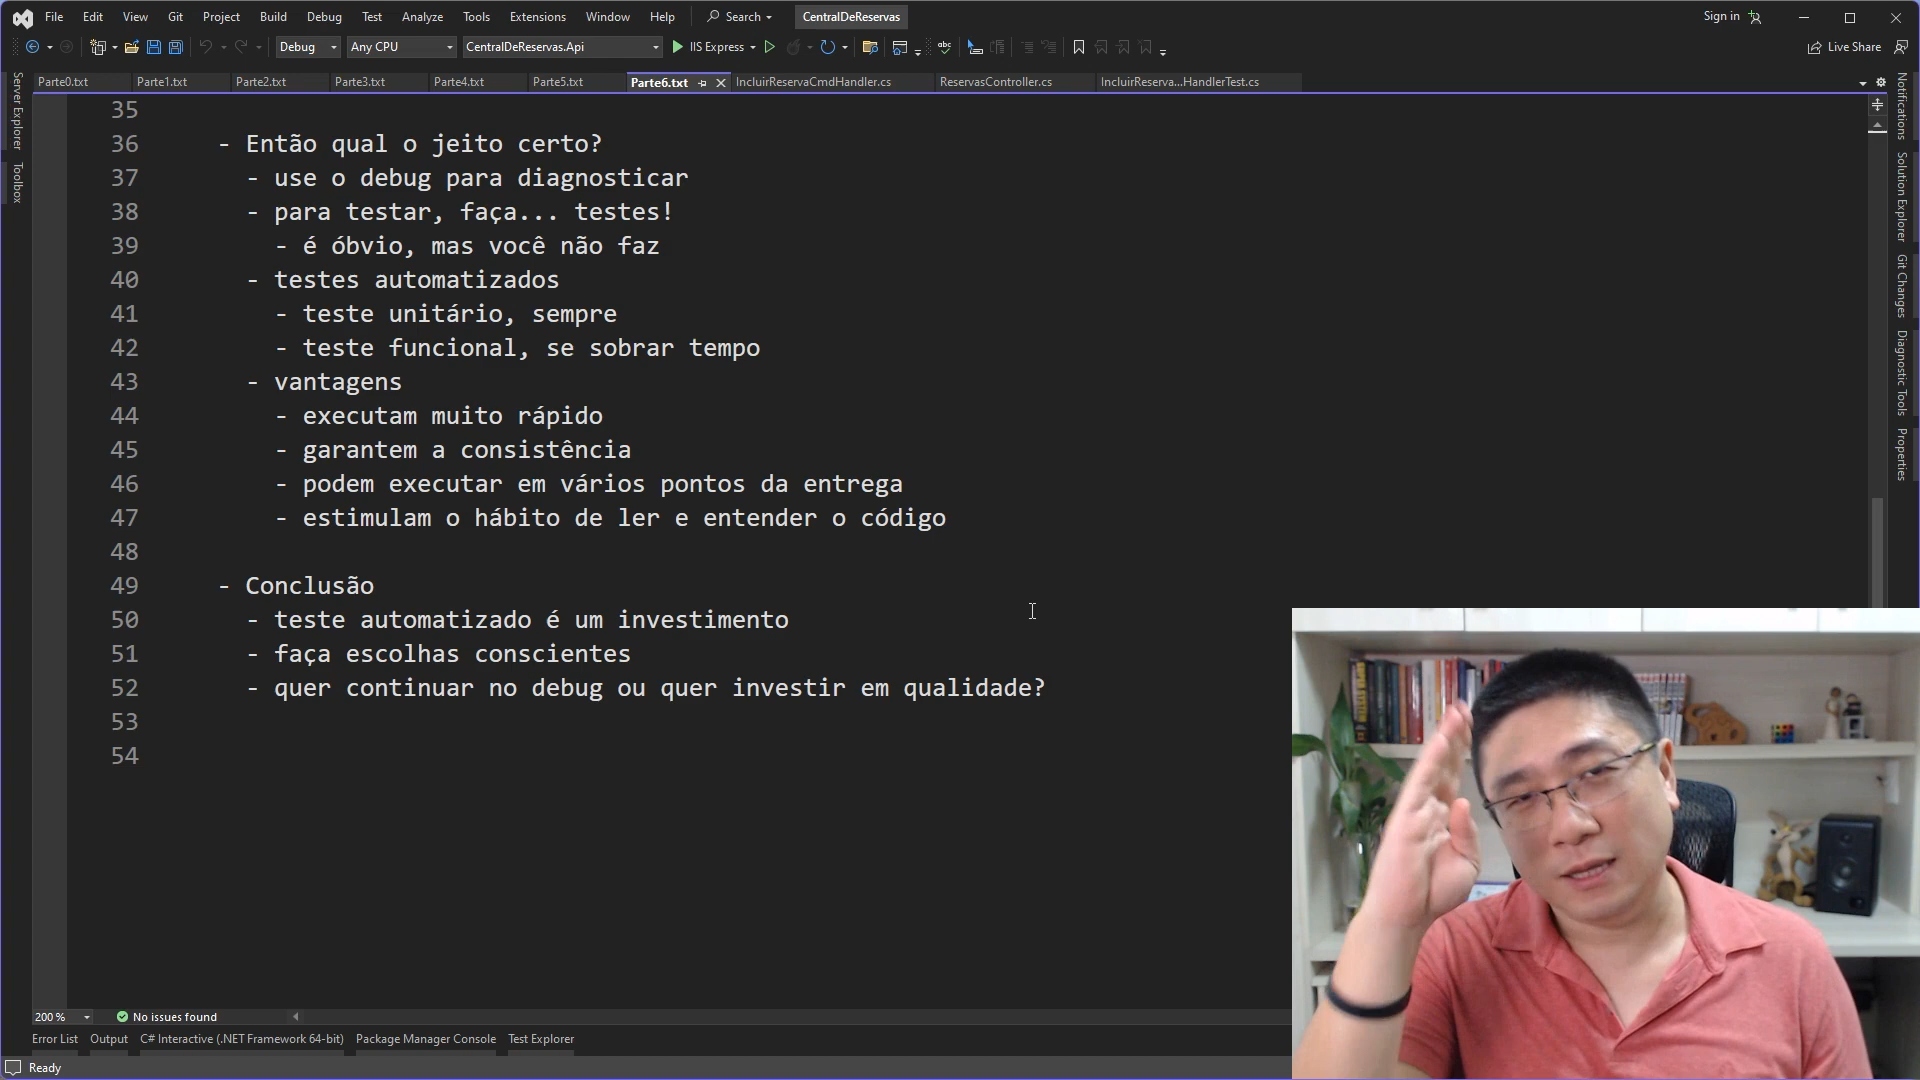 File Edit View Git Project Build Debug Test Analyze Tools Extensions Window Help Search CentralDeReservas Sign in
Debug Any CPU CentralDeReservas.Api IIS Express Live Share
Parte0.txt Parte1.txt Parte2.txt Parte3.txt Parte4.txt Parte5.txt Parte6.txt IncluirReservaCmdHandler.cs ReservasController.cs IncluirReserva...HandlerTest.cs
Server Explorer
Toolbox
35
36 - Então qual o jeito certo?
37 - use o debug para diagnosticar
38 - para testar, faça... testes!
39 - é óbvio, mas você não faz
40 - testes automatizados
41 - teste unitário, sempre
42 - teste funcional, se sobrar tempo
43 - vantagens
44 - executam muito rápido
45 - garantem a consistência
46 - podem executar em vários pontos da entrega
47 - estimulam o hábito de ler e entender o código
48
49 - Conclusão
50 - teste automatizado é um investimento
51 - faça escolhas conscientes
52 - quer continuar no debug ou quer investir em qualidade?
53
54
Notifications
Solution Explorer
Git Changes
Diagnostic Tools
Properties
200 % No issues found
Error List Output C# Interactive (.NET Framework 64-bit) Package Manager Console Test Explorer
Ready